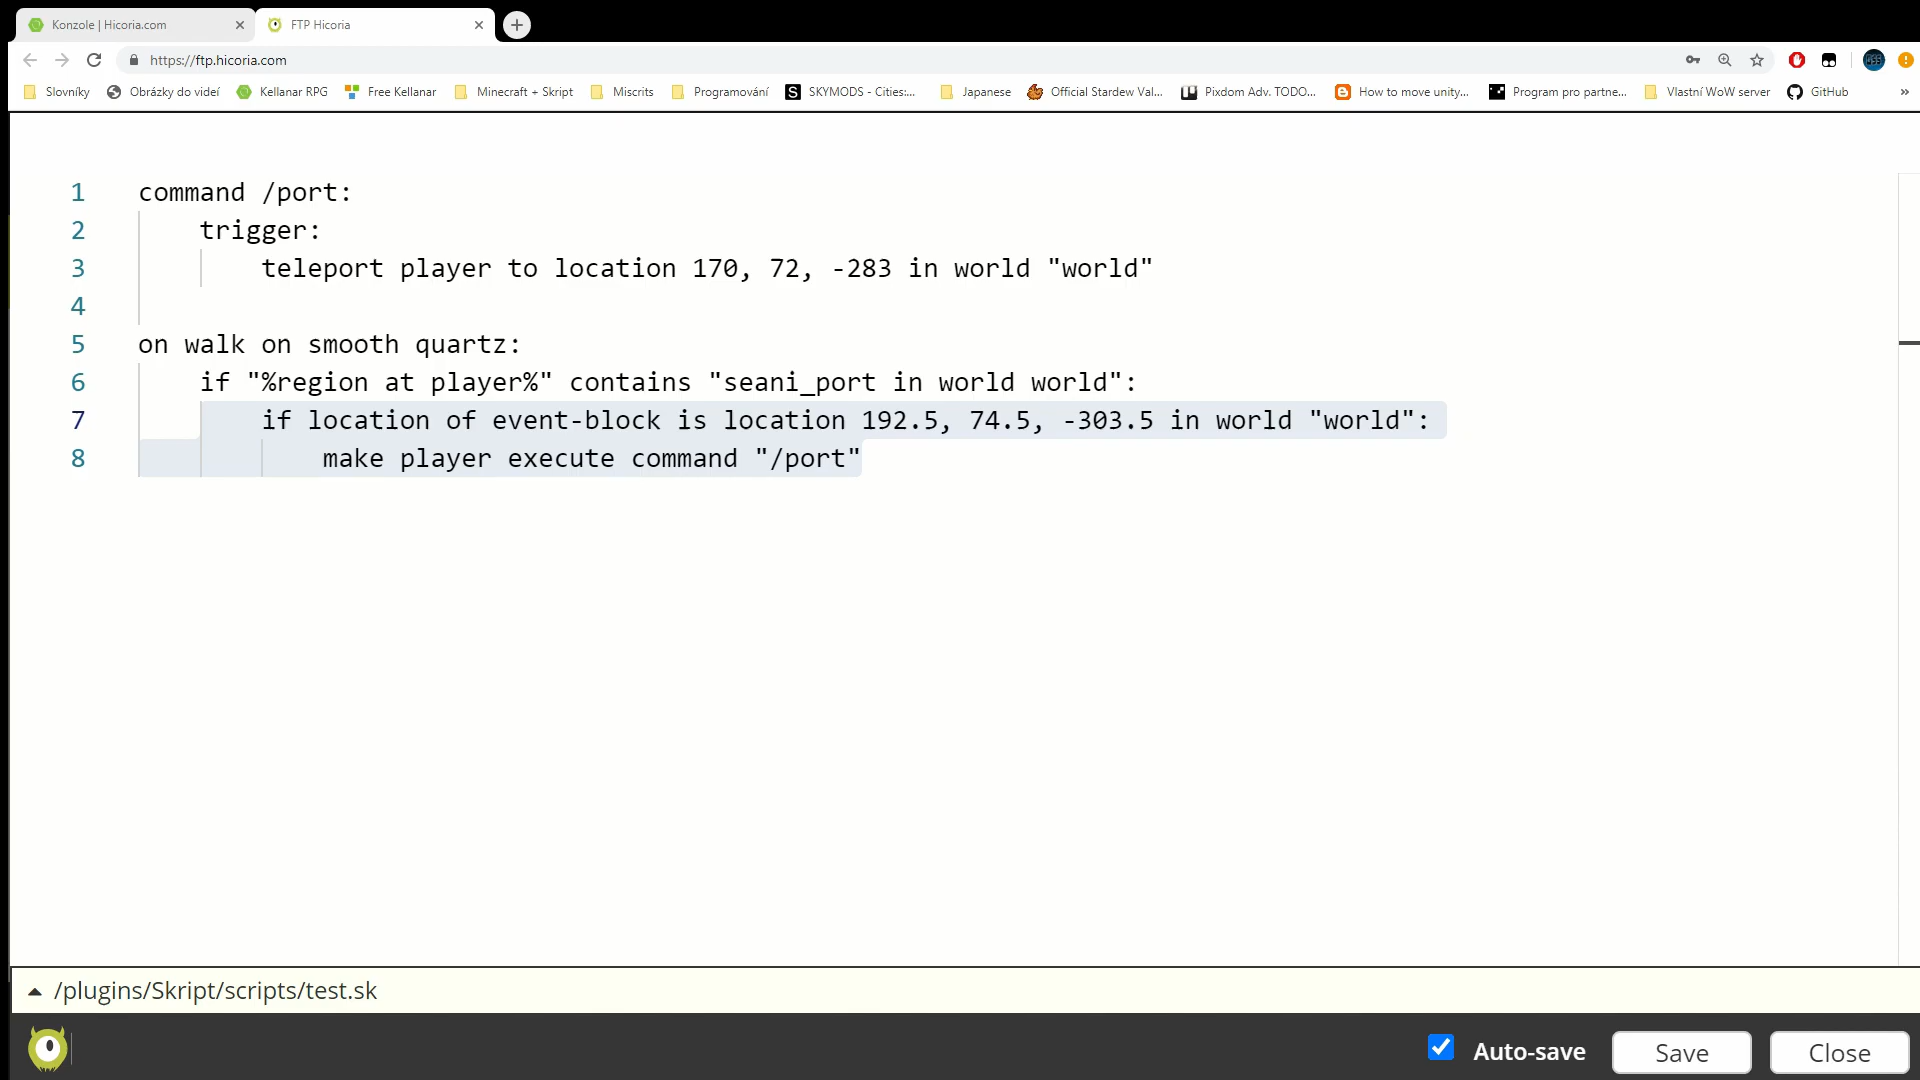 Konzole | Hicoria.com
FTP Hicoria
https://ftp.hicoria.com
Slovníky Obrázky do videí Kellanar RPG Free Kellanar Minecraft + Skript Miscrits Programování SKYMODS - Cities:... Japanese Official Stardew Val... Pixdom Adv. TODO... How to move unity... Program pro partne... Vlastní WoW server GitHub »
1 command /port:
2 trigger:
3 teleport player to location 170, 72, -283 in world "world"
4
5 on walk on smooth quartz:
6 if "%region at player%" contains "seani_port in world world":
7 if location of event-block is location 192.5, 74.5, -303.5 in world "world":
8 make player execute command "/port"
/plugins/Skript/scripts/test.sk
Auto-save Save Close